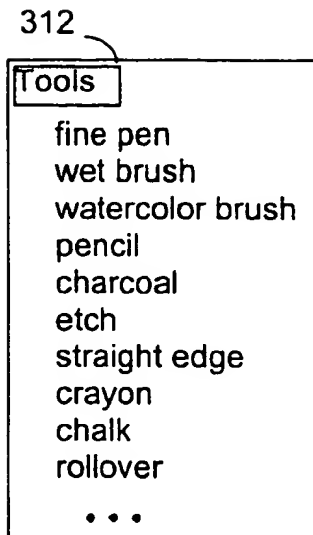 312
Tools
fine pen
wet brush
watercolor brush
pencil
charcoal
etch
straight edge
crayon
chalk
rollover
...